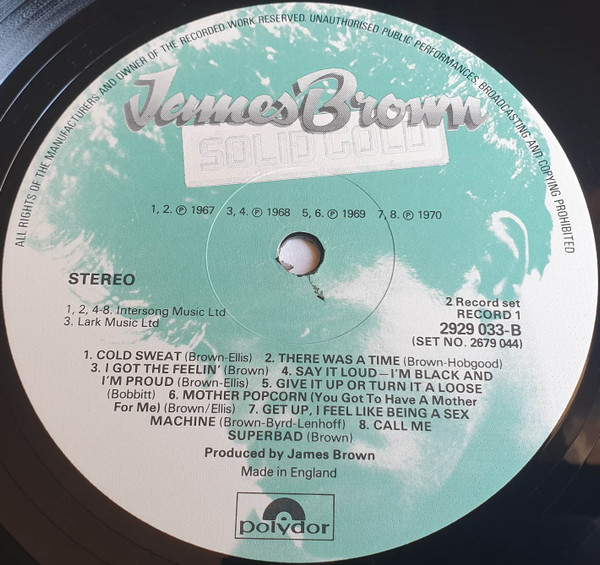 ALL RIGHTS OF THE MANUFACTURERS AND OWNER OF THE RECORDED WORK RESERVED. UNAUTHORISED PUBLIC PERFORMANCES, BROADCASTING AND COPYING PROHIBITED
James Brown
SOLID GOLD
1, 2. ℗ 1967 3, 4. ℗ 1968 5, 6. ℗ 1969 7, 8. ℗ 1970
STEREO
1, 2, 4-8. Intersong Music Ltd
3. Lark Music Ltd
2 Record set
RECORD 1
2929 033-B
(SET NO. 2679 044)
1. COLD SWEAT (Brown-Ellis) 2. THERE WAS A TIME (Brown-Hobgood)
3. I GOT THE FEELIN' (Brown) 4. SAY IT LOUD—I'M BLACK AND
I'M PROUD (Brown-Ellis) 5. GIVE IT UP OR TURN IT A LOOSE
(Bobbitt) 6. MOTHER POPCORN (You Got To Have A Mother
For Me) (Brown/Ellis) 7. GET UP, I FEEL LIKE BEING A SEX
MACHINE (Brown-Byrd-Lenhoff) 8. CALL ME
SUPERBAD (Brown)
Produced by James Brown
Made in England
polydor